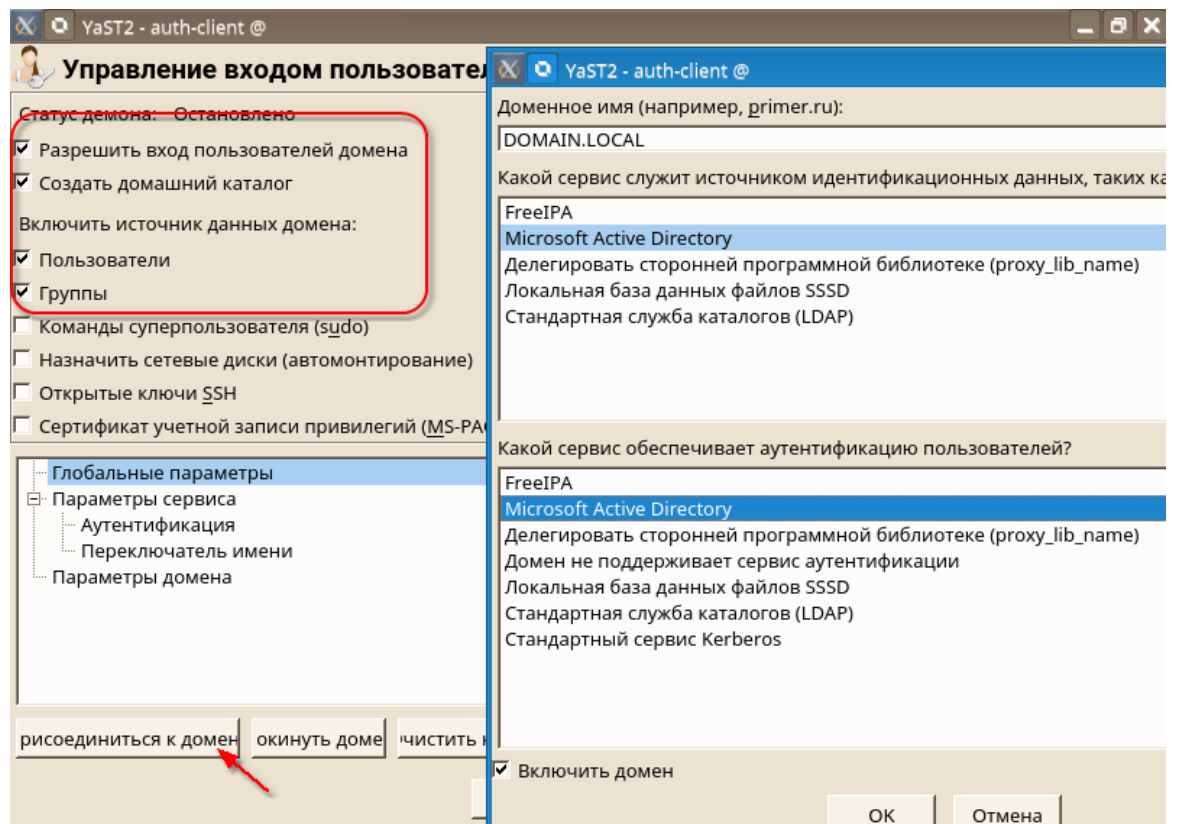 YaST2 - auth-client @
Управление входом пользовател
Статус демона: Остановлено
Разрешить вход пользователей домена
Создать домашний каталог
Включить источник данных домена:
Пользователи
Группы
Команды суперпользователя (sudo)
Назначить сетевые диски (автомонтирование)
Открытые ключи SSH
Сертификат учетной записи привилегий (MS-PA
Глобальные параметры
Параметры сервиса
Аутентификация
Переключатель имени
Параметры домена
рисоединиться к домен
окинуть доме
чистить к
YaST2 - auth-client @
Доменное имя (например, primer.ru):
DOMAIN.LOCAL
Какой сервис служит источником идентификационных данных, таких ка
FreeIPA
Microsoft Active Directory
Делегировать сторонней программной библиотеке (proxy_lib_name)
Локальная база данных файлов SSSD
Стандартная служба каталогов (LDAP)
Какой сервис обеспечивает аутентификацию пользователей?
FreeIPA
Microsoft Active Directory
Делегировать сторонней программной библиотеке (proxy_lib_name)
Домен не поддерживает сервис аутентификации
Локальная база данных файлов SSSD
Стандартная служба каталогов (LDAP)
Стандартный сервис Kerberos
Включить домен
OK
Отмена